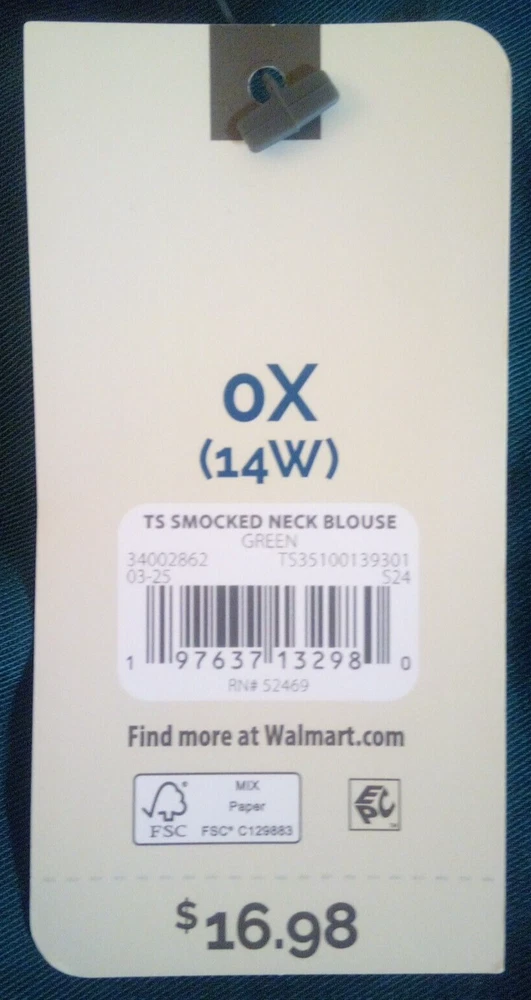 0X
(14W)
TS SMOCKED NECK BLOUSE
GREEN
34002862 TS35100139301
03-25 S24
1 97637 13298 0
RN# 52469
Find more at Walmart.com
FSC®
MIX
Paper
FSC® C129883
EPC™
$16.98